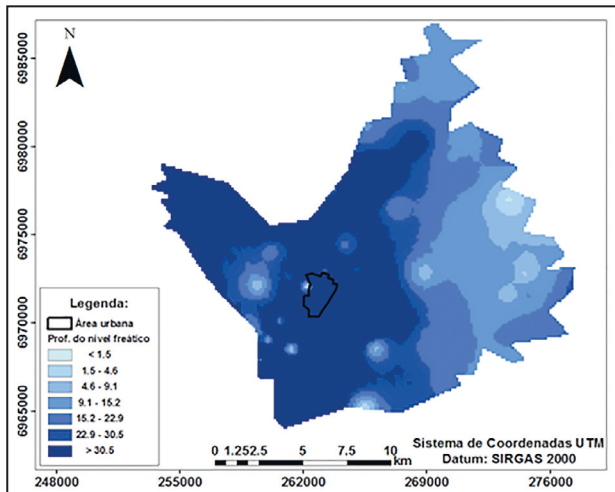 N
6985000
6980000
6975000
6970000
6965000
Legenda:
Área urbana
Prof. do nível freático
< 1.5
1.5 - 4.6
4.6 - 9.1
9.1 - 15.2
15.2 - 22.9
22.9 - 30.5
> 30.5
0 1.252.5 5 7.5 10
km
Sistema de Coordenadas UTM
Datum: SIRGAS 2000
248000 255000 262000 269000 276000